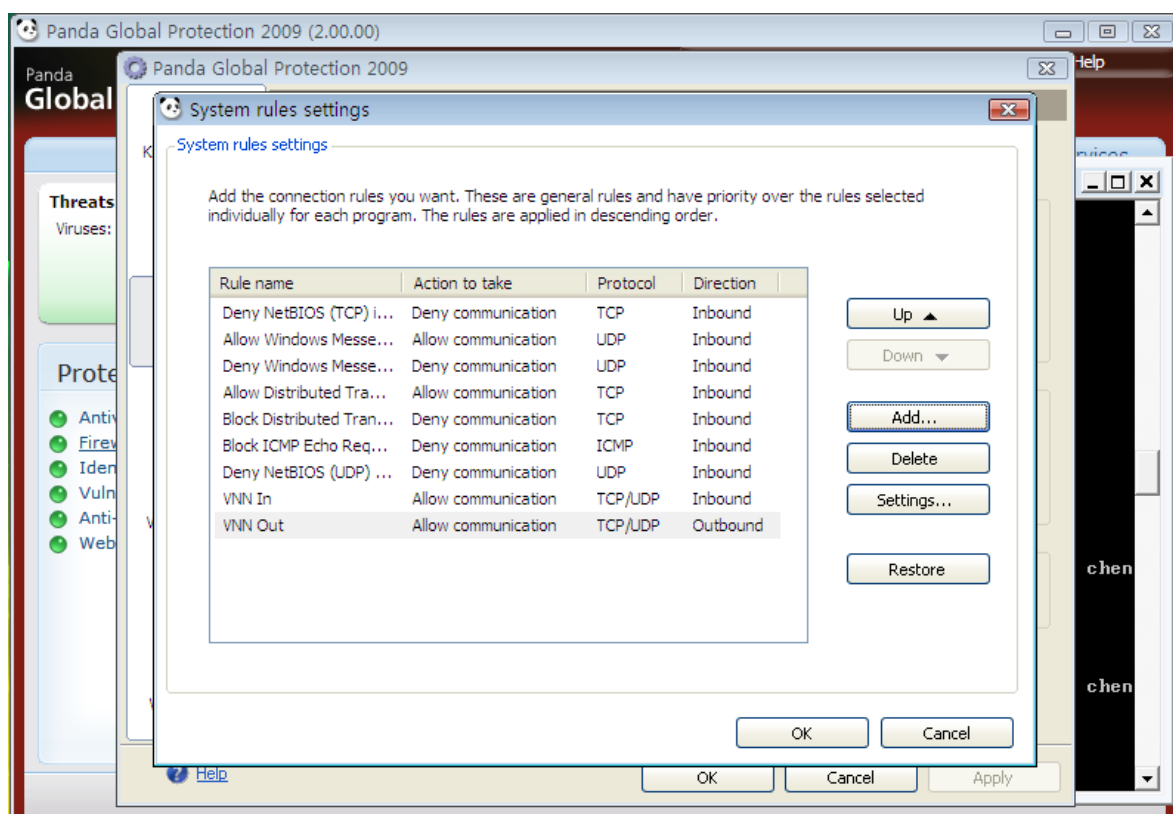 Panda Global Protection 2009 (2.00.00)
Panda
Global
Help
Panda Global Protection 2009
System rules settings
System rules settings
Add the connection rules you want. These are general rules and have priority over the rules selected
individually for each program. The rules are applied in descending order.
Rule name Action to take Protocol Direction
Deny NetBIOS (TCP) i... Deny communication TCP Inbound
Allow Windows Messe... Allow communication UDP Inbound
Deny Windows Messe... Deny communication UDP Inbound
Allow Distributed Tra... Allow communication TCP Inbound
Block Distributed Tran... Deny communication TCP Inbound
Block ICMP Echo Req... Deny communication ICMP Inbound
Deny NetBIOS (UDP) ... Deny communication UDP Inbound
VNN In Allow communication TCP/UDP Inbound
VNN Out Allow communication TCP/UDP Outbound
Up
Down
Add...
Delete
Settings...
Restore
OK Cancel
Threats
Viruses:
Prote
Antiv
Firew
Iden
Vuln
Anti-
Web
chen
chen
Help
OK Cancel Apply